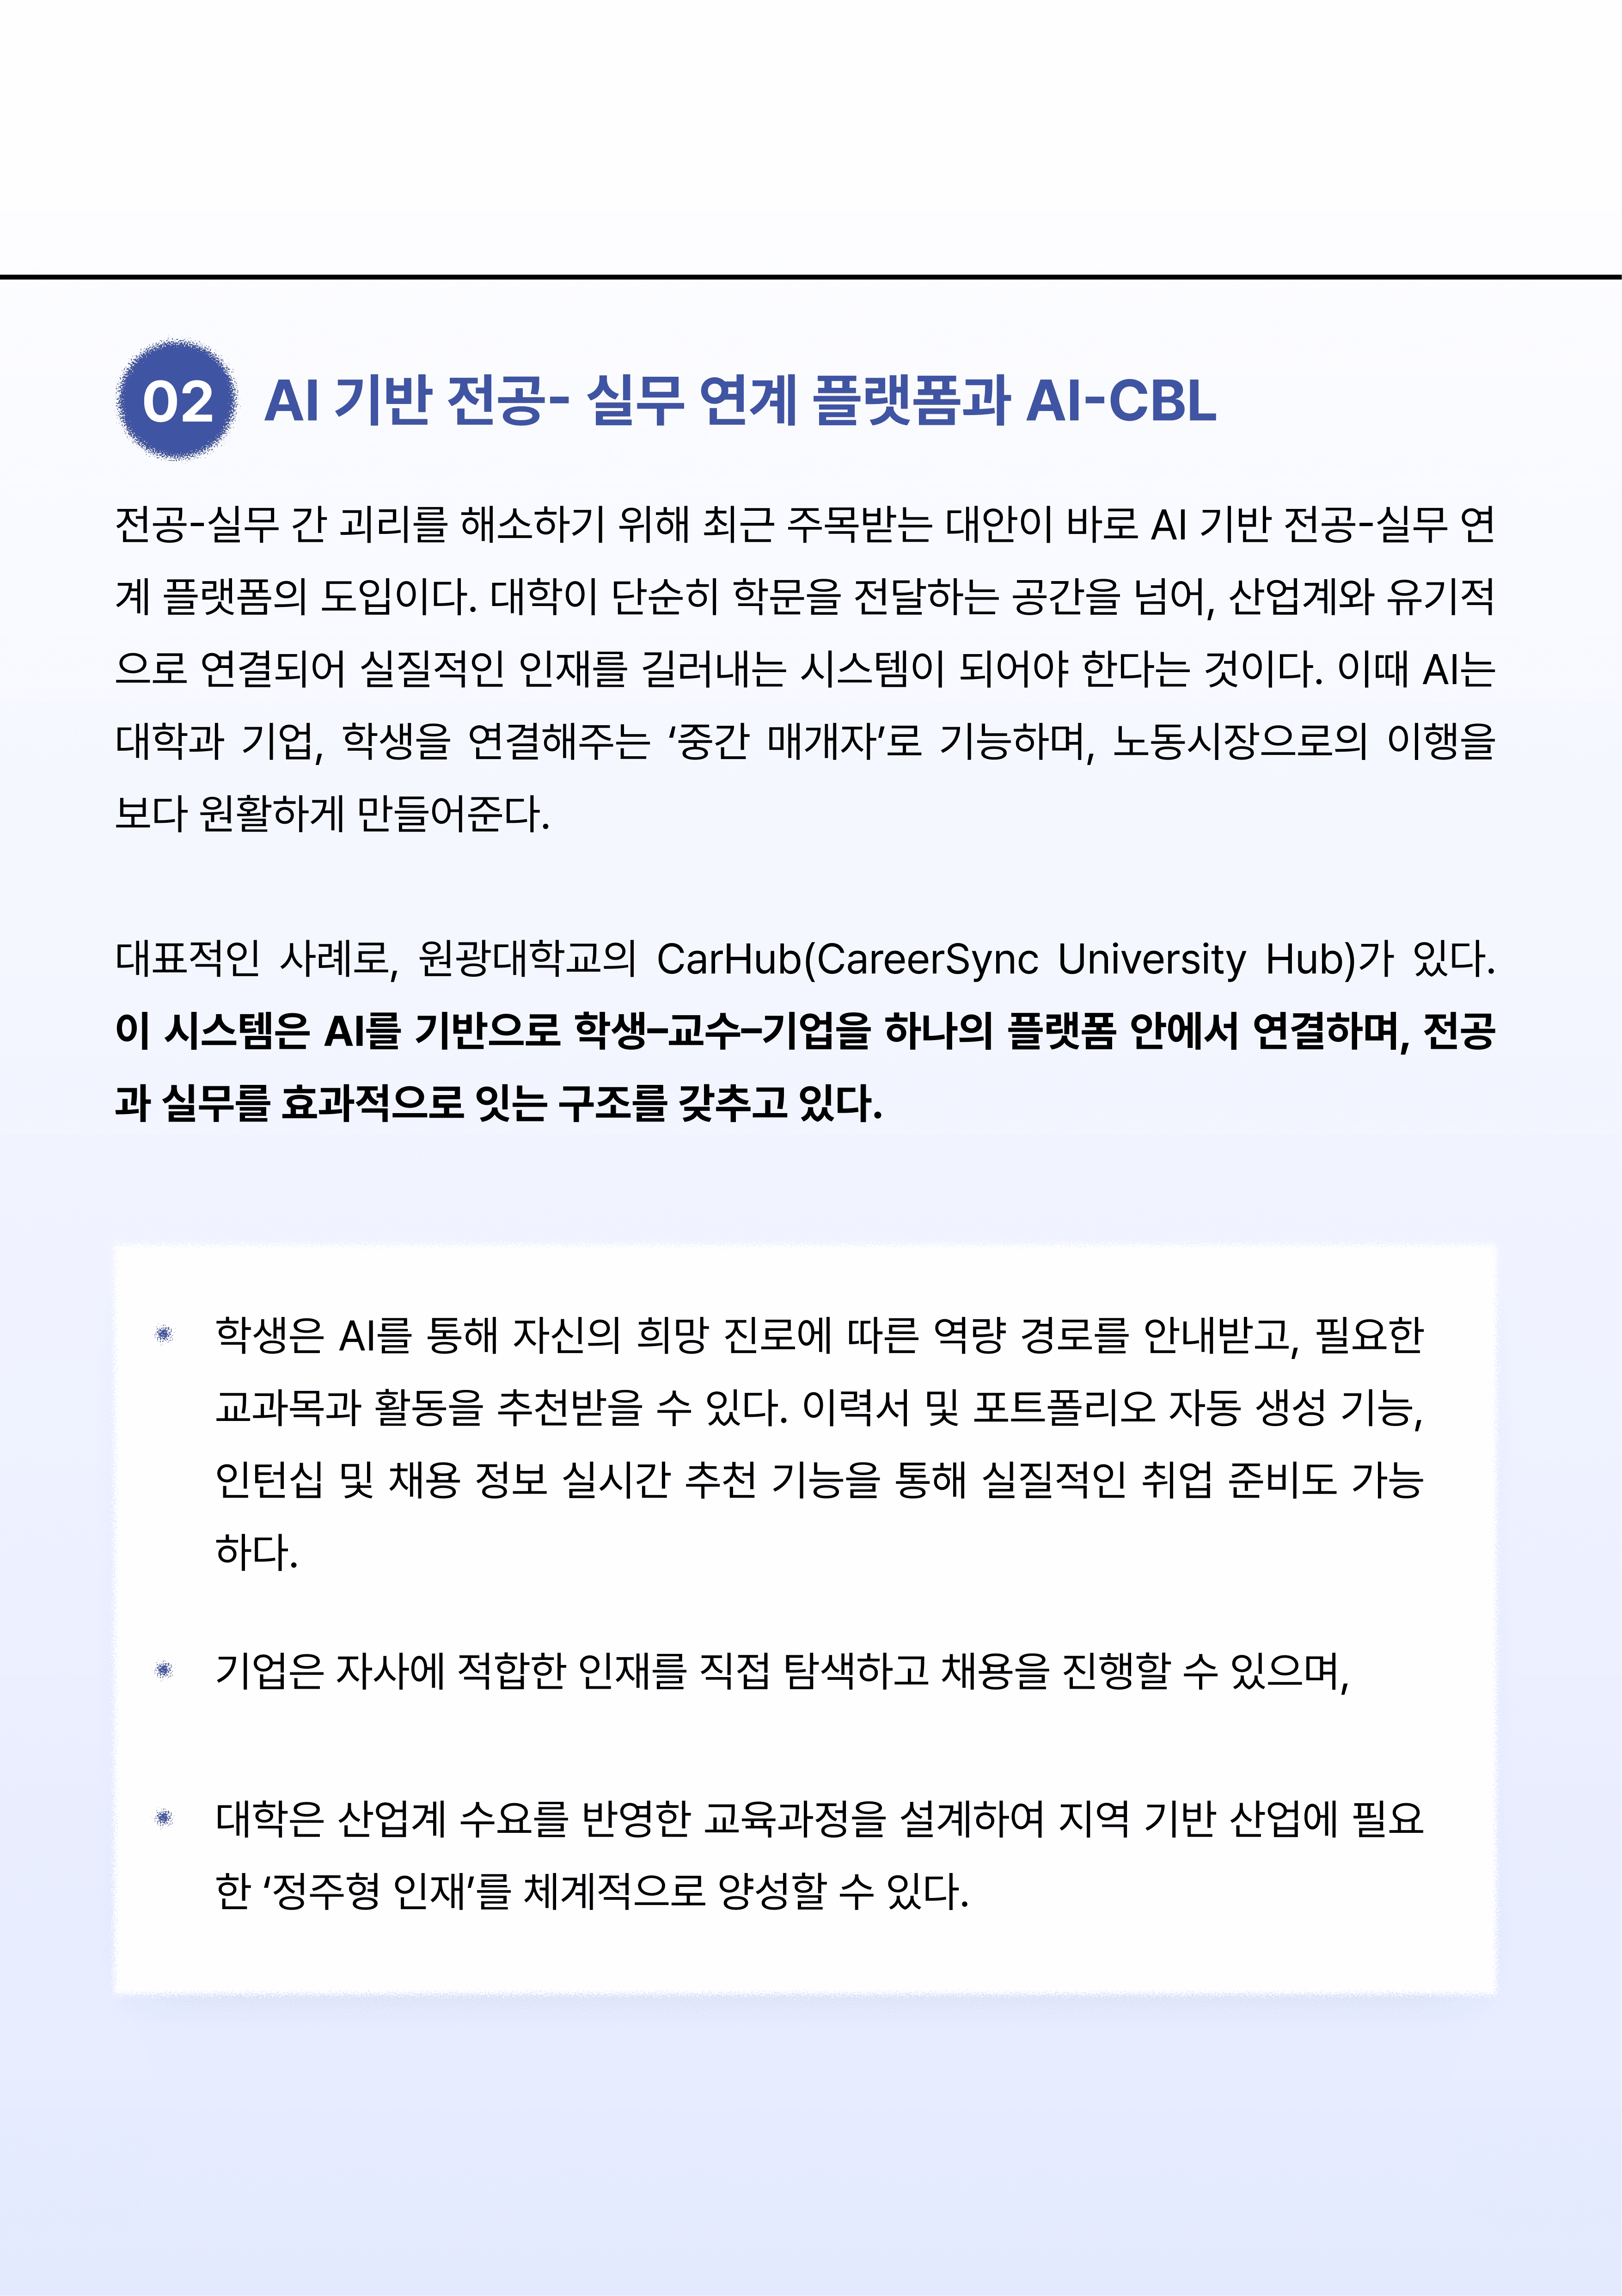 02 AI 기반 전공- 실무 연계 플랫폼과 AI-CBL
전공-실무 간 괴리를 해소하기 위해 최근 주목받는 대안이 바로 AI 기반 전공-실무 연
계 플랫폼의 도입이다. 대학이 단순히 학문을 전달하는 공간을 넘어, 산업계와 유기적
으로 연결되어 실질적인 인재를 길러내는 시스템이 되어야 한다는 것이다. 이때 AI는
대학과 기업, 학생을 연결해주는 ‘중간 매개자’로 기능하며, 노동시장으로의 이행을
보다 원활하게 만들어준다.
대표적인 사례로, 원광대학교의 CarHub(CareerSync University Hub)가 있다.
이 시스템은 AI를 기반으로 학생–교수–기업을 하나의 플랫폼 안에서 연결하며, 전공
과 실무를 효과적으로 잇는 구조를 갖추고 있다.
학생은 AI를 통해 자신의 희망 진로에 따른 역량 경로를 안내받고, 필요한
교과목과 활동을 추천받을 수 있다. 이력서 및 포트폴리오 자동 생성 기능,
인턴십 및 채용 정보 실시간 추천 기능을 통해 실질적인 취업 준비도 가능
하다.
기업은 자사에 적합한 인재를 직접 탐색하고 채용을 진행할 수 있으며,
대학은 산업계 수요를 반영한 교육과정을 설계하여 지역 기반 산업에 필요
한 ‘정주형 인재’를 체계적으로 양성할 수 있다.